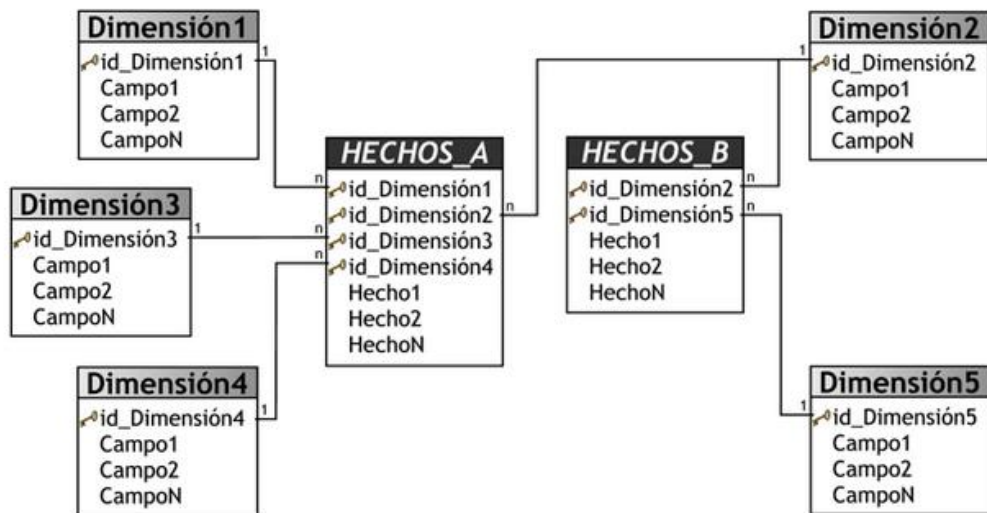 Dimensión1
id_Dimensión1
Campo1
Campo2
CampoN
1
Dimensión3
id_Dimensión3
Campo1
Campo2
CampoN
1
Dimensión4
id_Dimensión4
Campo1
Campo2
CampoN
1
HECHOS_A
id_Dimensión1
id_Dimensión2
id_Dimensión3
id_Dimensión4
Hecho1
Hecho2
HechoN
n
n
n
n
HECHOS_B
id_Dimensión2
id_Dimensión5
Hecho1
Hecho2
HechoN
n
n
Dimensión2
id_Dimensión2
Campo1
Campo2
CampoN
1
Dimensión5
id_Dimensión5
Campo1
Campo2
CampoN
1